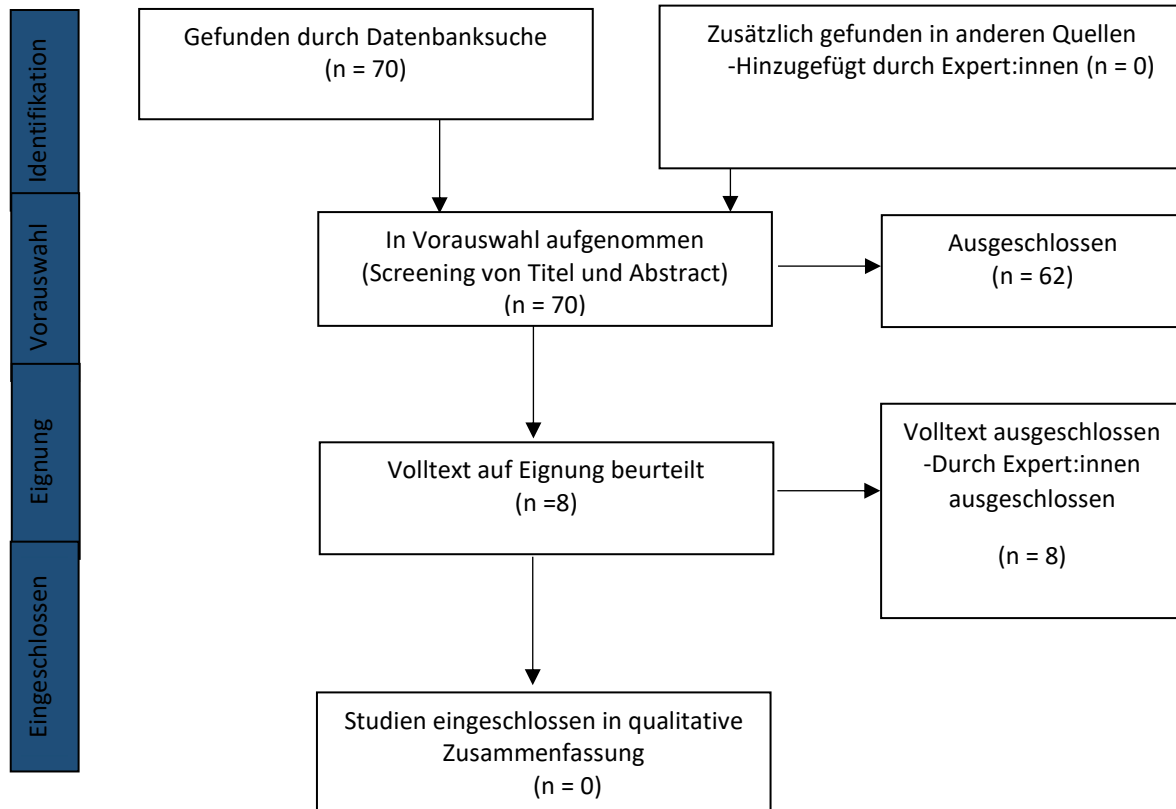 Identifikation
Gefunden durch Datenbanksuche
(n = 70)
Zusätzlich gefunden in anderen Quellen
-Hinzugefügt durch Expert:innen (n = 0)
Vorauswahl
In Vorauswahl aufgenommen
(Screening von Titel und Abstract)
(n = 70)
Ausgeschlossen
(n = 62)
Eignung
Volltext auf Eignung beurteilt
(n =8)
Volltext ausgeschlossen
-Durch Expert:innen
ausgeschlossen
(n = 8)
Eingeschlossen
Studien eingeschlossen in qualitative
Zusammenfassung
(n = 0)